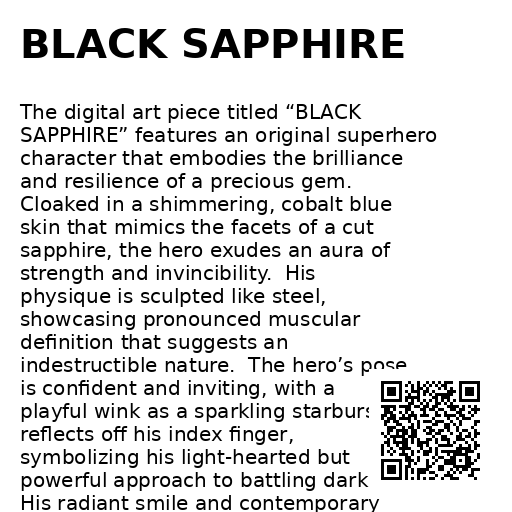 BLACK SAPPHIRE
The digital art piece titled “BLACK
SAPPHIRE” features an original superhero
character that embodies the brilliance
and resilience of a precious gem.
Cloaked in a shimmering, cobalt blue
skin that mimics the facets of a cut
sapphire, the hero exudes an aura of
strength and invincibility.  His
physique is sculpted like steel,
showcasing pronounced muscular
definition that suggests an
indestructible nature.  The hero’s pose
is confident and inviting, with a
playful wink as a sparkling
reflects off his index finger,
symbolizing his light-hearted but
powerful approach to battling dark
His radiant smile and contemporary